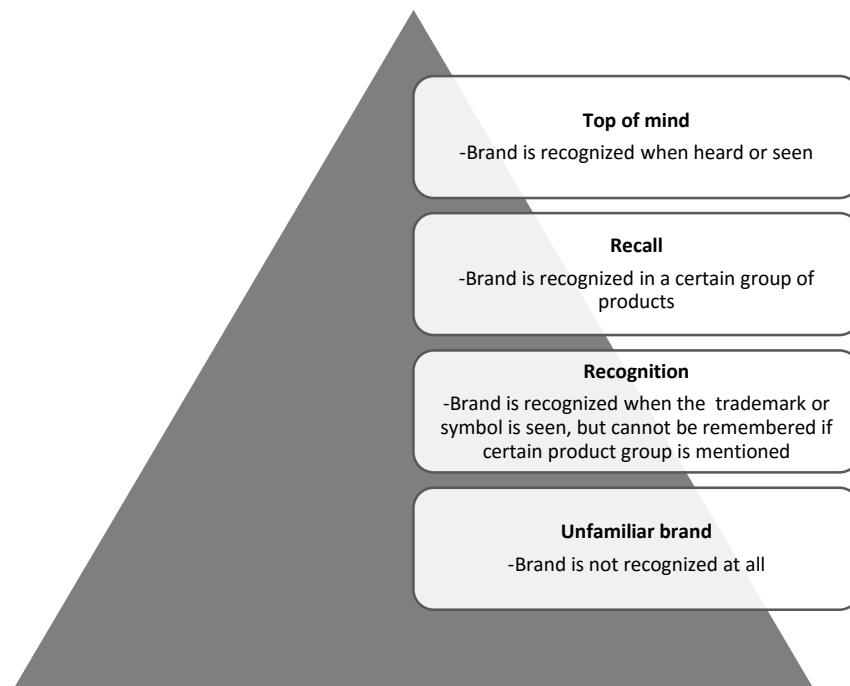 Top of mind
-Brand is recognized when heard or seen
Recall
-Brand is recognized in a certain group of
products
Recognition
-Brand is recognized when the  trademark or
symbol is seen, but cannot be remembered if
certain product group is mentioned
Unfamiliar brand
-Brand is not recognized at all